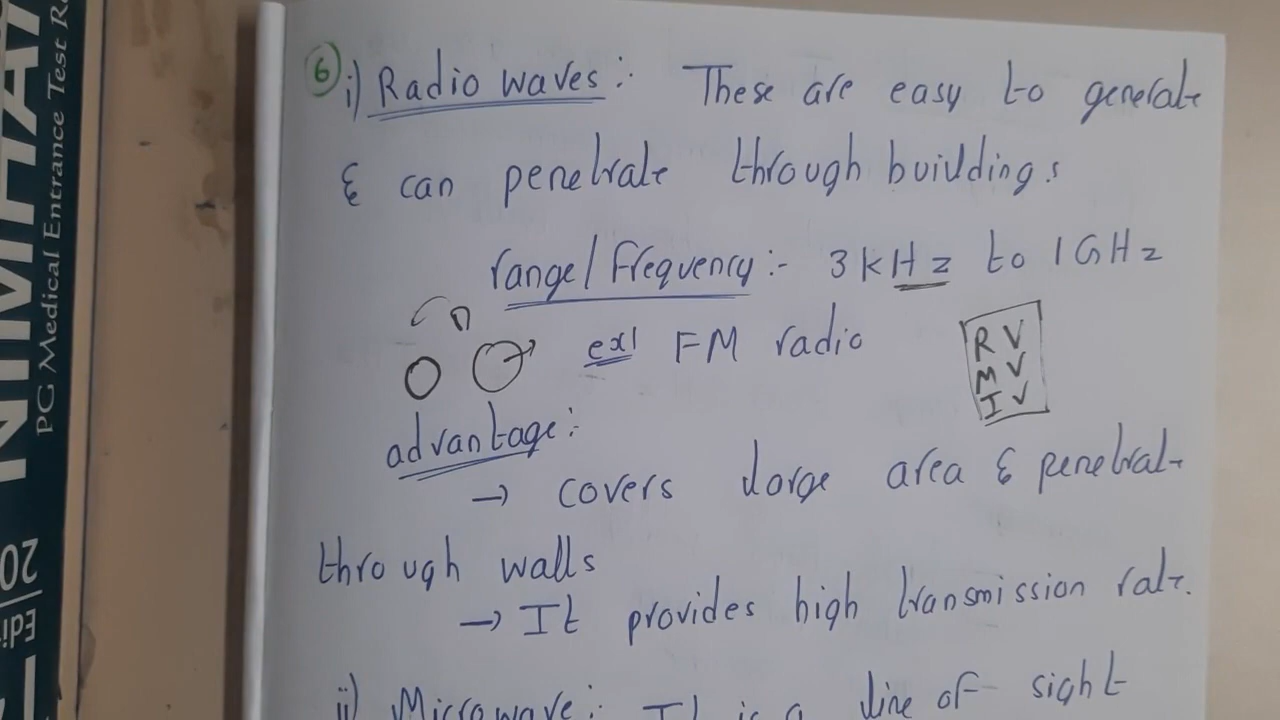 6 i) Radio waves :- These are easy to generate
& can penetrate through buildings
range/Frequency :- 3 kHz to 1 GHz
ex! FM radio
R V
M V
I V
advantage :-
→ covers large area & penetrat
through walls
→ It provides high transmission rate.
ii) Microwave : It is a line of sight
PG Medical Entrance Test